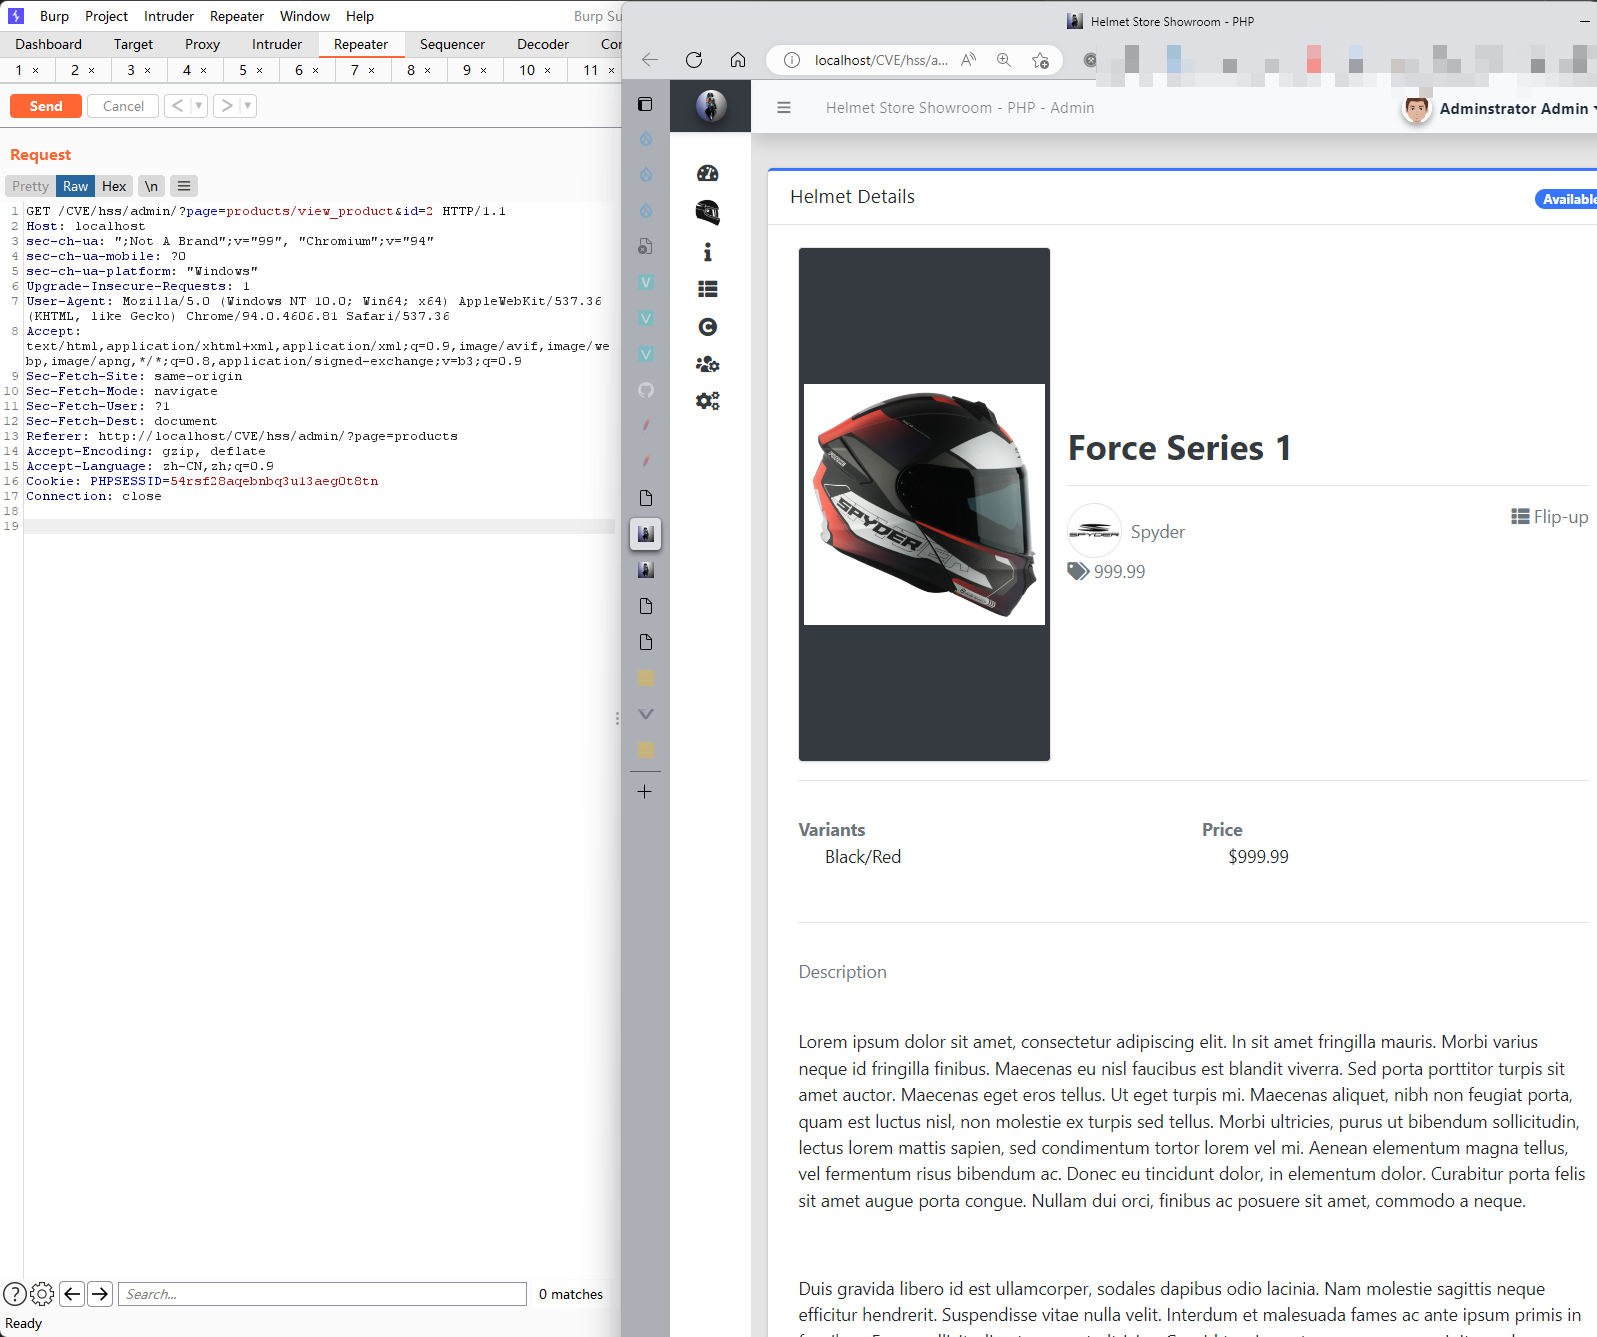 Burp Project Intruder Repeater Window Help Burp Su
Dashboard Target Proxy Intruder Repeater Sequencer Decoder Co
1 × 2 × 3 × 4 × 5 × 6 × 7 × 8 × 9 × 10 × 11 ×
Send Cancel < ▾ > ▾
Request
Pretty Raw Hex \n
1 GET /CVE/hss/admin/?page=products/view_product&id=2 HTTP/1.1
2 Host: localhost
3 sec-ch-ua: ";Not A Brand";v="99", "Chromium";v="94"
4 sec-ch-ua-mobile: ?0
5 sec-ch-ua-platform: "Windows"
6 Upgrade-Insecure-Requests: 1
7 User-Agent: Mozilla/5.0 (Windows NT 10.0; Win64; x64) AppleWebKit/537.36
(KHTML, like Gecko) Chrome/94.0.4606.81 Safari/537.36
8 Accept:
text/html,application/xhtml+xml,application/xml;q=0.9,image/avif,image/we
bp,image/apng,*/*;q=0.8,application/signed-exchange;v=b3;q=0.9
9 Sec-Fetch-Site: same-origin
10 Sec-Fetch-Mode: navigate
11 Sec-Fetch-User: ?1
12 Sec-Fetch-Dest: document
13 Referer: http://localhost/CVE/hss/admin/?page=products
14 Accept-Encoding: gzip, deflate
15 Accept-Language: zh-CN,zh;q=0.9
16 Cookie: PHPSESSID=54rsf28aqebnbq3u13aeg0t8tn
17 Connection: close
18
19
Search...
0 matches
Ready
Helmet Store Showroom - PHP
localhost/CVE/hss/a...
Helmet Store Showroom - PHP - Admin
Adminstrator Admin
Helmet Details
Available
SPYDER
Force Series 1
SPYDER
Spyder
Flip-up
999.99
Variants
Black/Red
Price
$999.99
Description
Lorem ipsum dolor sit amet, consectetur adipiscing elit. In sit amet fringilla mauris. Morbi varius
neque id fringilla finibus. Maecenas eu nisl faucibus est blandit viverra. Sed porta porttitor turpis sit
amet auctor. Maecenas eget eros tellus. Ut eget turpis mi. Maecenas aliquet, nibh non feugiat porta,
quam est luctus nisl, non molestie ex turpis sed tellus. Morbi ultricies, purus ut bibendum sollicitudin,
lectus lorem mattis sapien, sed condimentum tortor lorem vel mi. Aenean elementum magna tellus,
vel fermentum risus bibendum ac. Donec eu tincidunt dolor, in elementum dolor. Curabitur porta felis
sit amet augue porta congue. Nullam dui orci, finibus ac posuere sit amet, commodo a neque.
Duis gravida libero id est ullamcorper, sodales dapibus odio lacinia. Nam molestie sagittis neque
efficitur hendrerit. Suspendisse vitae nulla velit. Interdum et malesuada fames ac ante ipsum primis in